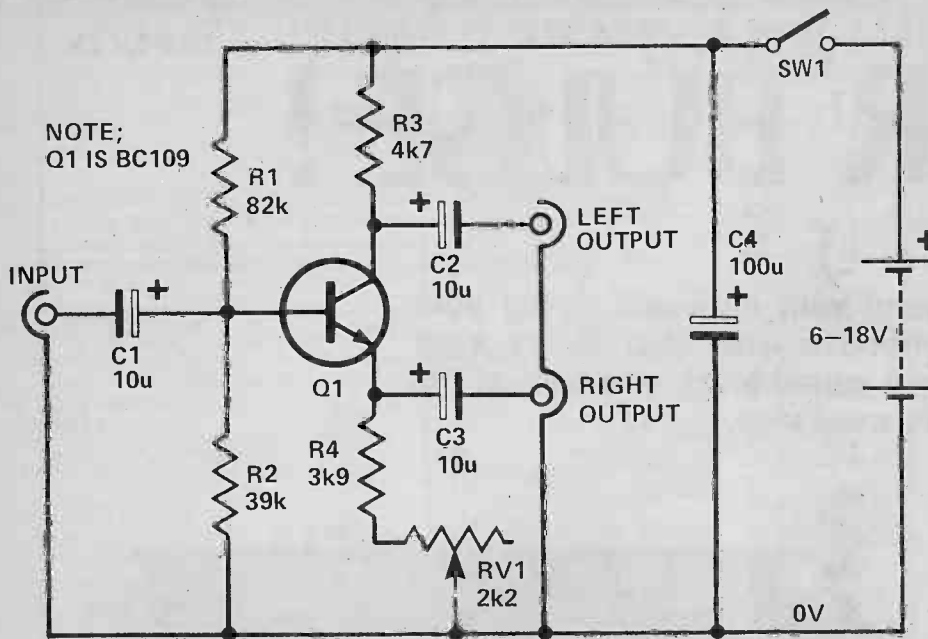 NOTE;
Q1 IS BC109
R3
4k7
SW1
R1
82k
+
LEFT
OUTPUT
C2
10u
C4
100u
+
+
INPUT
+
C1
10u
6–18V
Q1
+
RIGHT
OUTPUT
C3
10u
R4
3k9
R2
39k
RV1
2k2
0V